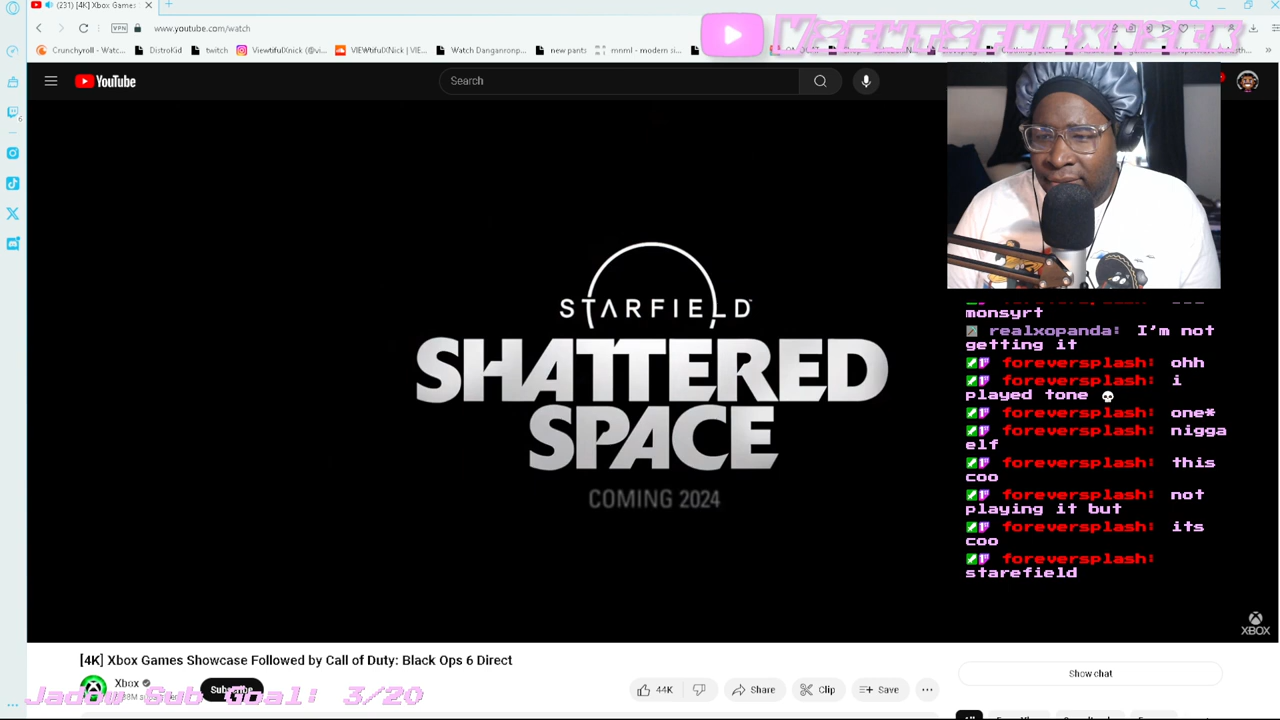 (231) [4K] Xbox Games
VPN www.youtube.com/watch
Crunchyroll - Watc... DistroKid twitch ViewtifulXnick (@vi... VIEWtifulXNick | VIE... Watch Danganronp... new pants mnml - modern si...
YouTube
Search
STARFIELD™
SHATTERED
SPACE
COMING 2024
monsyrt
realxopanda: I'm not
getting it
foreversplash: ohh
foreversplash: i
played tone 💀
foreversplash: one*
foreversplash: nigga
elf
foreversplash: this
coo
foreversplash: not
playing it but
foreversplash: its
coo
foreversplash:
starefield
XBOX
[4K] Xbox Games Showcase Followed by Call of Duty: Black Ops 6 Direct
Xbox
Subscribe
44K Share Clip Save
Show chat
Sub Goal: 3/20
All